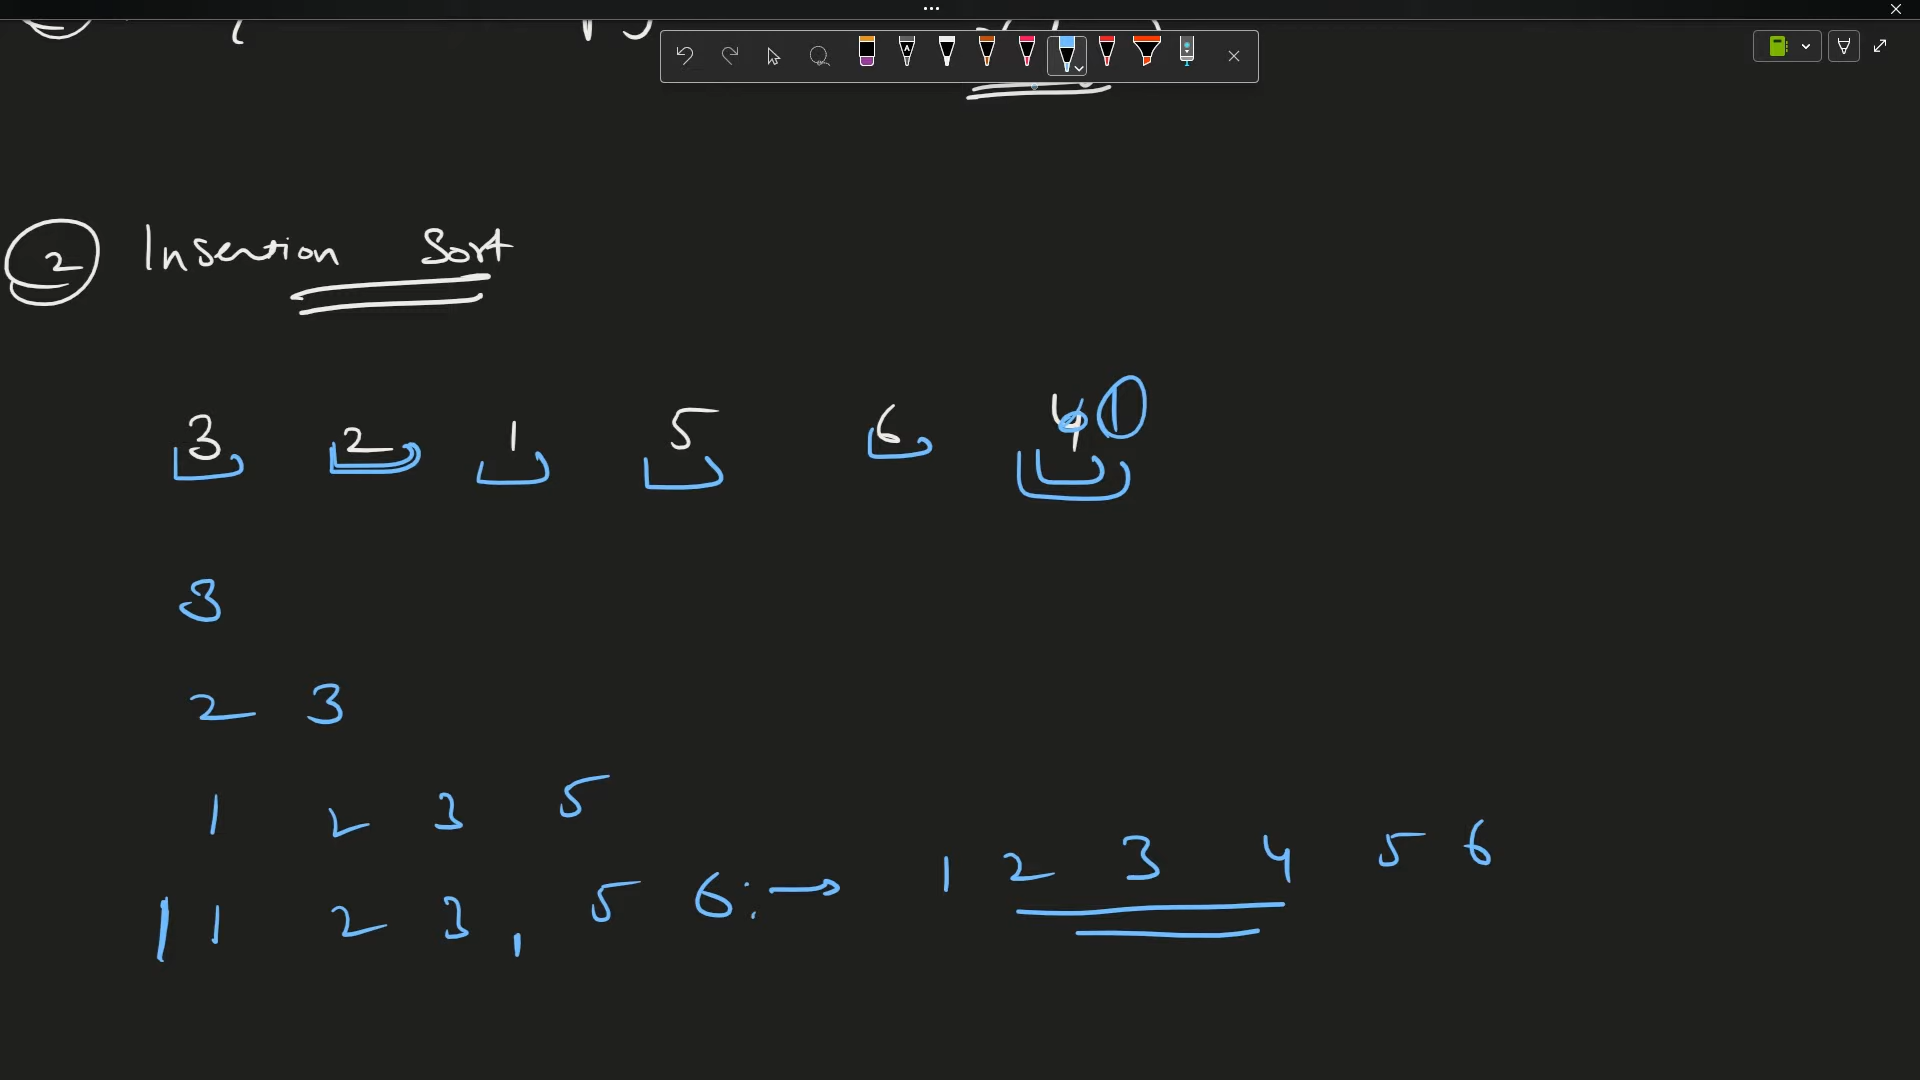 2 Insertion Sort
3 2 1 5 6 4 1
3
2 3
1 2 3 5
1 2 3 , 5 6 : → 1 2 3 4 5 6